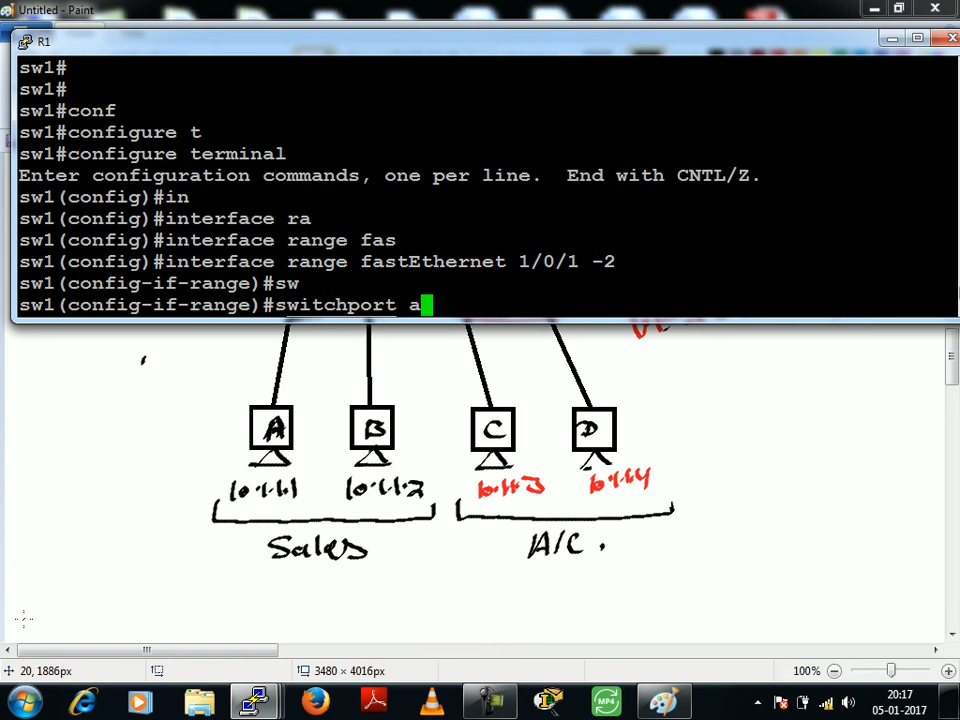 Untitled - Paint
R1
sw1#
sw1#
sw1#conf
sw1#configure t
sw1#configure terminal
Enter configuration commands, one per line.  End with CNTL/Z.
sw1(config)#in
sw1(config)#interface ra
sw1(config)#interface range fas
sw1(config)#interface range fastEthernet 1/0/1 -2
sw1(config-if-range)#sw
sw1(config-if-range)#switchport a
A B C D
10.1.1.1 10.1.1.2 10.1.1.3 10.1.1.4
Sales A/C.
20, 1886px 3480 × 4016px 100%
MP4 20:17
05-01-2017